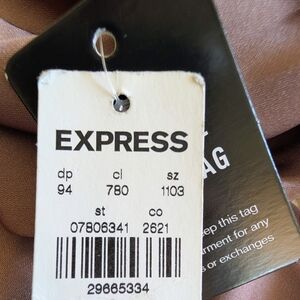 EXPRESS
dp cl sz
94 780 1103
st co
07806341 2621
29665334
AG
ep this tag
arment for any
s or exchanges